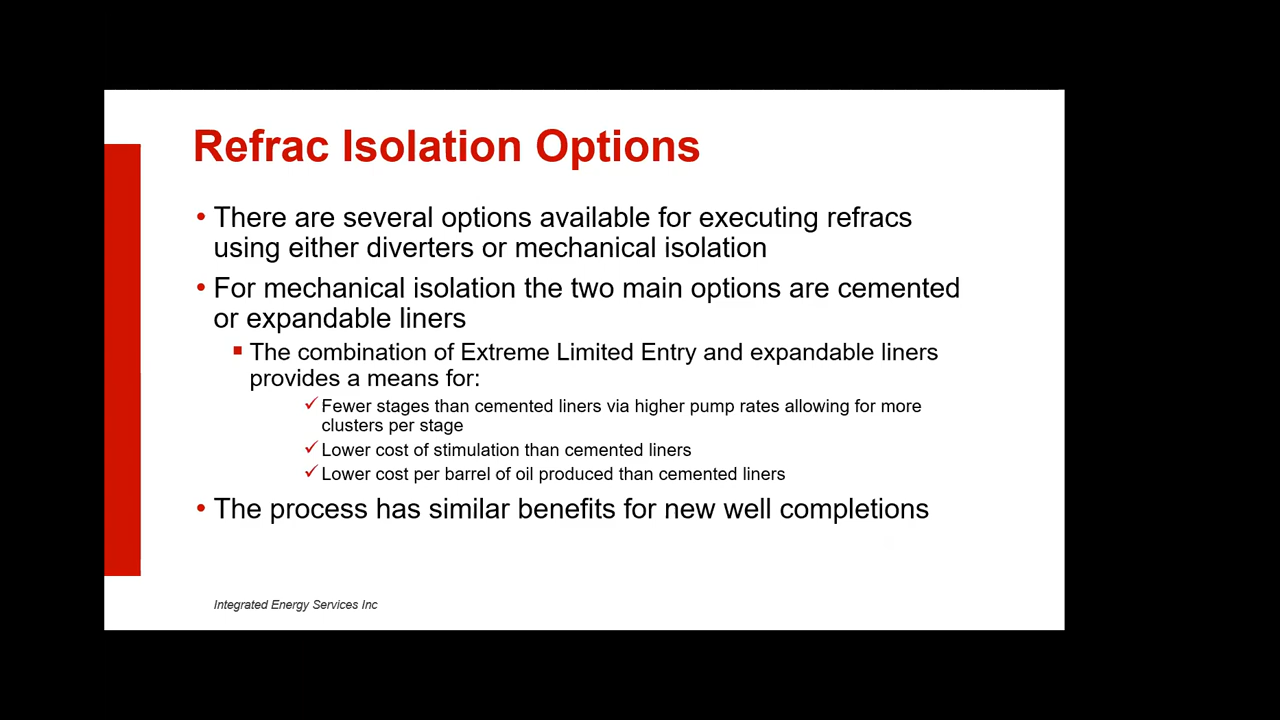 Refrac Isolation Options
• There are several options available for executing refracs
using either diverters or mechanical isolation
• For mechanical isolation the two main options are cemented
or expandable liners
▪ The combination of Extreme Limited Entry and expandable liners
provides a means for:
✓ Fewer stages than cemented liners via higher pump rates allowing for more
clusters per stage
✓ Lower cost of stimulation than cemented liners
✓ Lower cost per barrel of oil produced than cemented liners
• The process has similar benefits for new well completions
Integrated Energy Services Inc